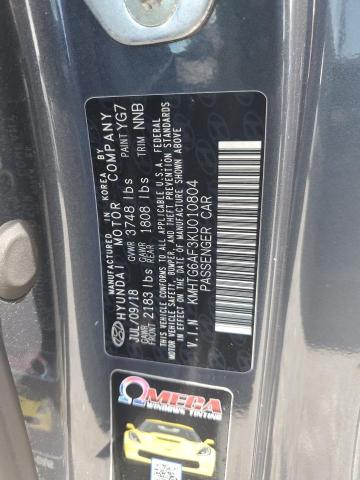 MANUFACTURED IN KOREA BY
HYUNDAI MOTOR COMPANY
JUL/09/18 GVWR 3748 lbs PAINT YG7
GAWR FRONT 2183 lbs GAWR REAR 1808 lbs TRIM NNB
THIS VEHICLE CONFORMS TO ALL APPLICABLE U.S.A. FEDERAL
MOTOR VEHICLE SAFETY, BUMPER, AND THEFT PREVENTION STANDARDS
IN EFFECT ON THE DATE OF MANUFACTURE SHOWN ABOVE.
V.I.N KMHTG6AF3KU010804
PASSENGER CAR
OMEGA
WINDOWS TINTING